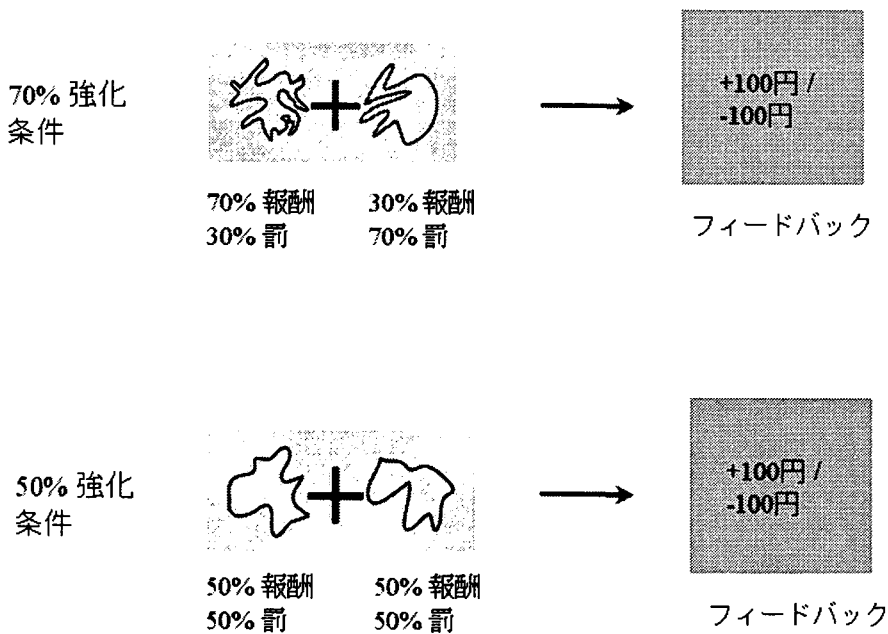 70% 強化
条件
70% 報酬
30% 罰
30% 報酬
70% 罰
+100円 /
-100円
フィードバック
50% 強化
条件
50% 報酬
50% 罰
50% 報酬
50% 罰
+100円 /
-100円
フィードバック